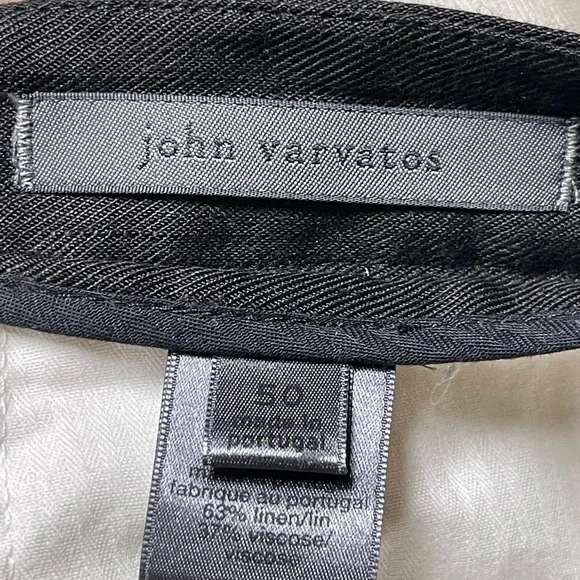 john varvatos
50
made in
portugal
fabrique au portugal
63% linen/lin
37% viscose/
viscose